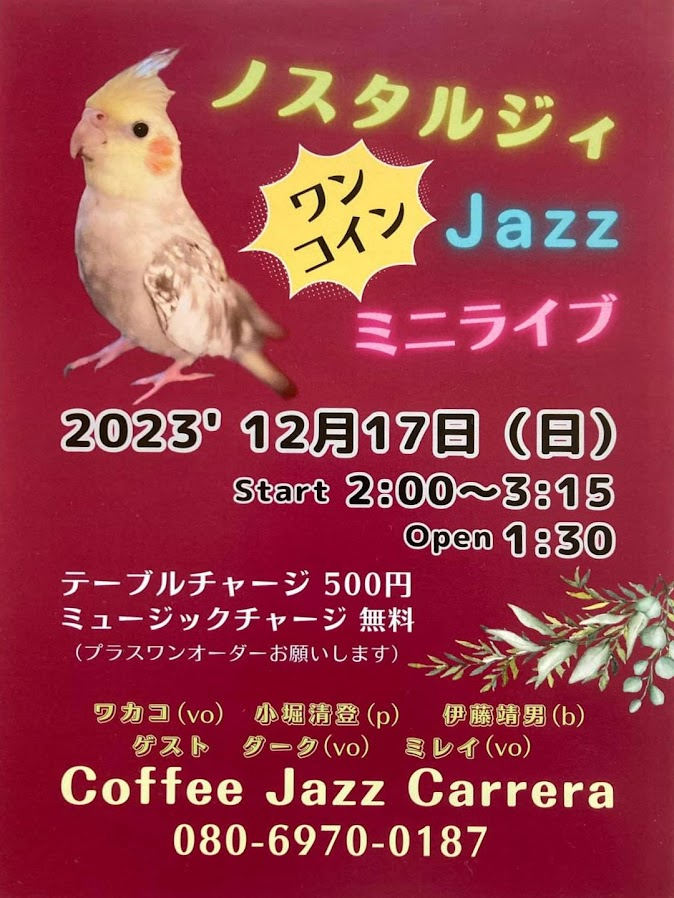 ノスタルジィ
ワン
コイン
Jazz
ミニライブ
2023' 12月17日（日）
Start 2:00〜3:15
Open 1:30
テーブルチャージ 500円
ミュージックチャージ 無料
（プラスワンオーダーお願いします）
ワカコ(vo) 小堀清登(p) 伊藤靖男(b)
ゲスト ダーク(vo) ミレイ(vo)
Coffee Jazz Carrera
080-6970-0187